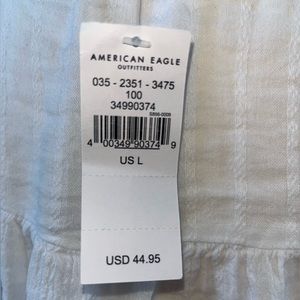 AMERICAN EAGLE
OUTFITTERS
035 - 2351 - 3475
100
34990374
4 00349 90374 9
US L
USD 44.95